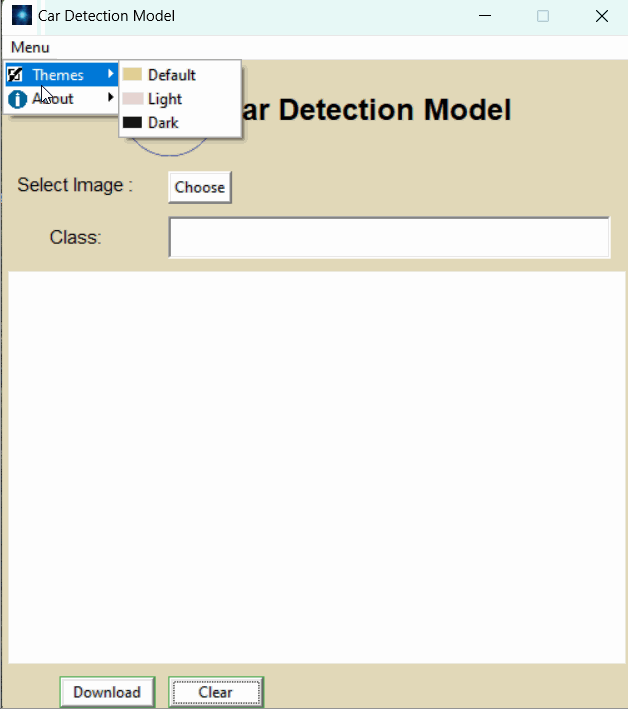 Car Detection Model
Menu
Themes
Default
About
Light
Dark
ar Detection Model
Select Image :
Choose
Class:
Download
Clear